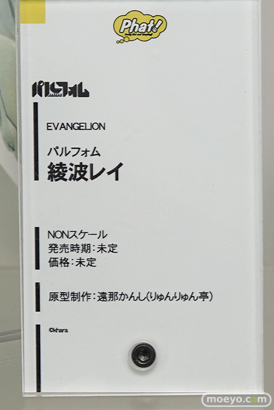 Phat!
パルフォム
EVANGELION
パルフォム
綾波レイ
NONスケール
発売時期:未定
価格:未定
原型制作:遠那かんし(りゅんりゅん亭)
©khara
moeyo.com